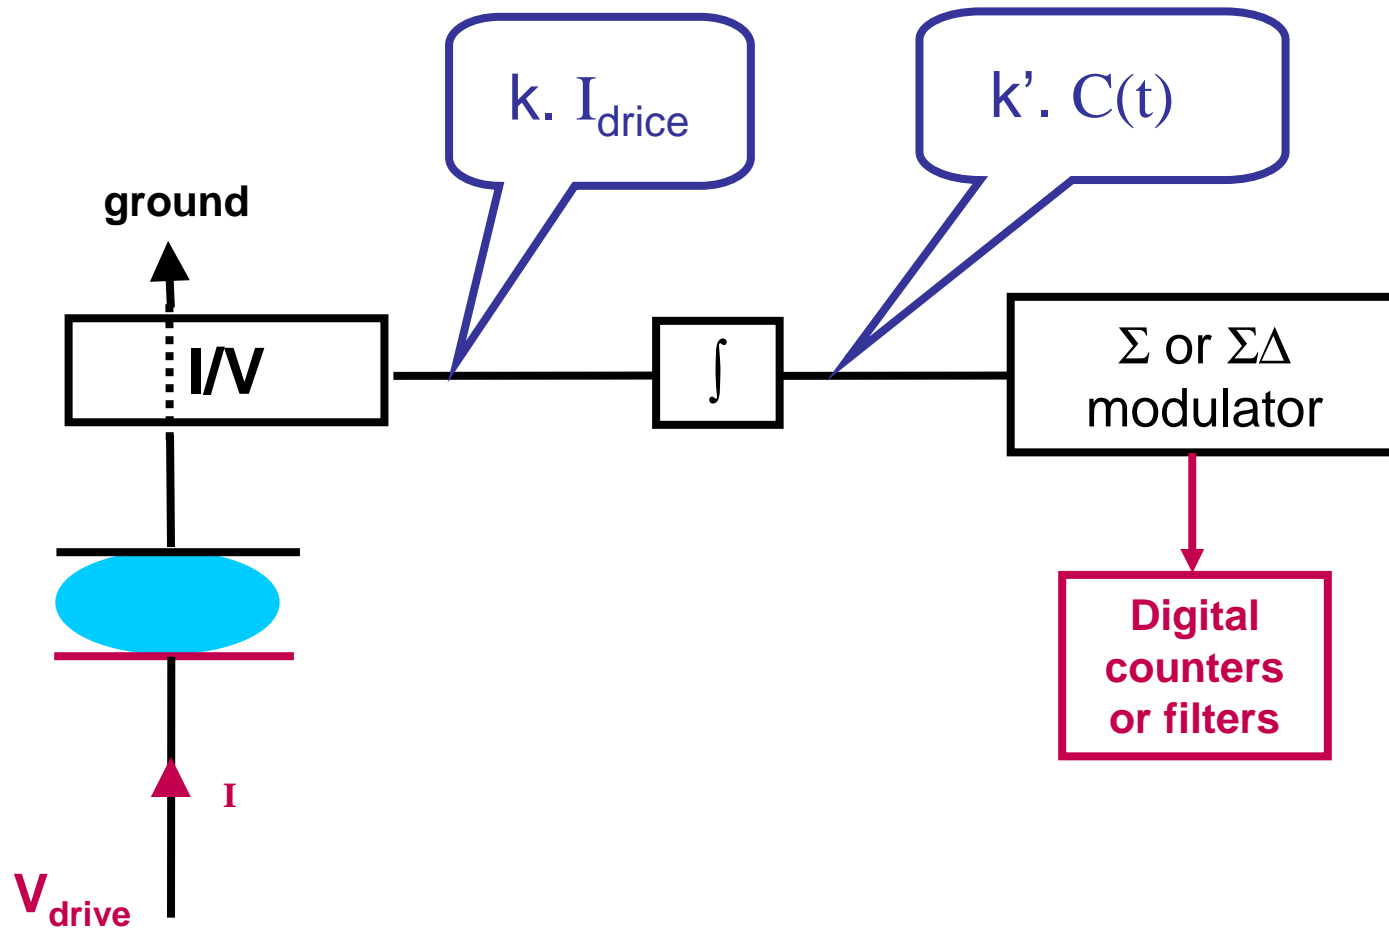 k. I_drice
k’. C(t)
ground
I/V
∫
Σ or ΣΔ
modulator
Digital
counters
or filters
I
V_drive